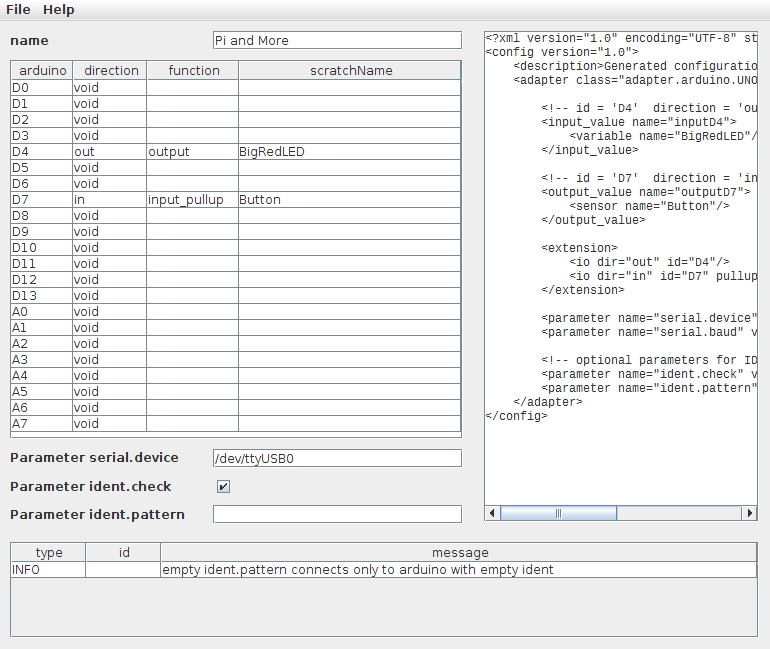 File Help
name Pi and More
arduino direction function scratchName
D0 void
D1 void
D2 void
D3 void
D4 out output BigRedLED
D5 void
D6 void
D7 in input_pullup Button
D8 void
D9 void
D10 void
D11 void
D12 void
D13 void
A0 void
A1 void
A2 void
A3 void
A4 void
A5 void
A6 void
A7 void
Parameter serial.device /dev/ttyUSB0
Parameter ident.check
Parameter ident.pattern
<?xml version="1.0" encoding="UTF-8" st
<config version="1.0">
<description>Generated configuratio
<adapter class="adapter.arduino.UNO
<!-- id = 'D4'  direction = 'ou
<input_value name="inputD4">
<variable name="BigRedLED"/
</input_value>
<!-- id = 'D7'  direction = 'in
<output_value name="outputD7">
<sensor name="Button"/>
</output_value>
<extension>
<io dir="out" id="D4"/>
<io dir="in" id="D7" pullup
</extension>
<parameter name="serial.device"
<parameter name="serial.baud" v
<!-- optional parameters for ID
<parameter name="ident.check" v
<parameter name="ident.pattern"
</adapter>
</config>
type id message
INFO empty ident.pattern connects only to arduino with empty ident